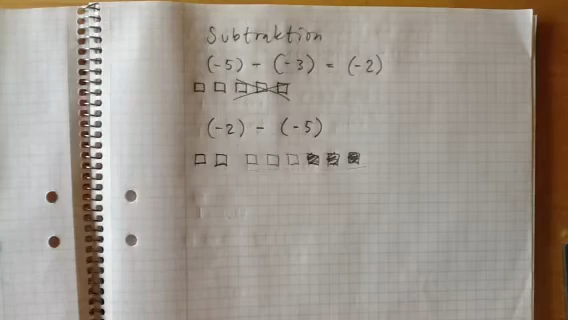 Subtraktion
(-5) - (-3) = (-2)
(-2) - (-5)